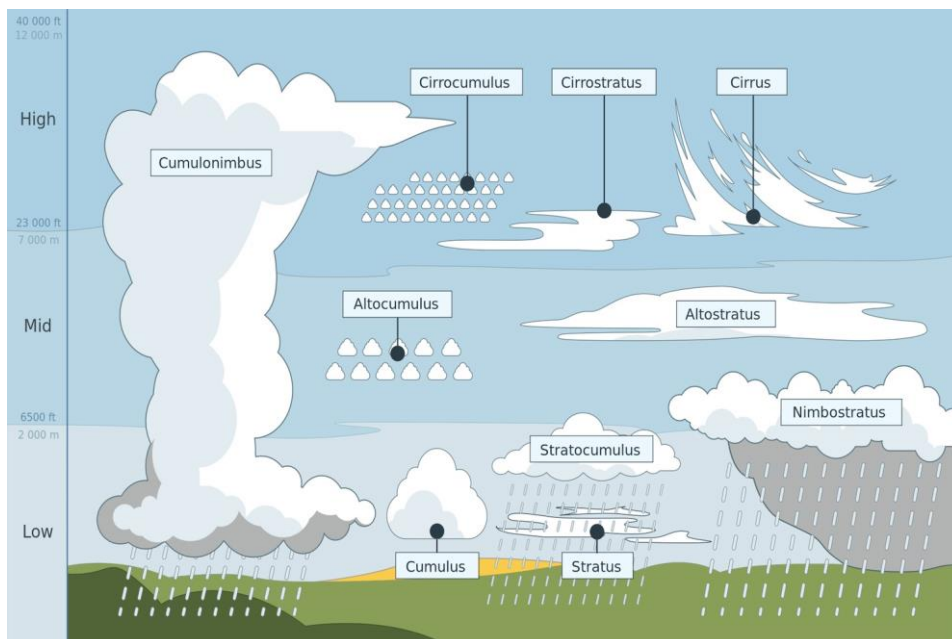 40 000 ft
12 000 m
High
Cirrocumulus
Cirrostratus
Cirrus
Cumulonimbus
23 000 ft
7 000 m
Mid
Altocumulus
Altostratus
6500 ft
2 000 m
Nimbostratus
Stratocumulus
Low
Cumulus
Stratus